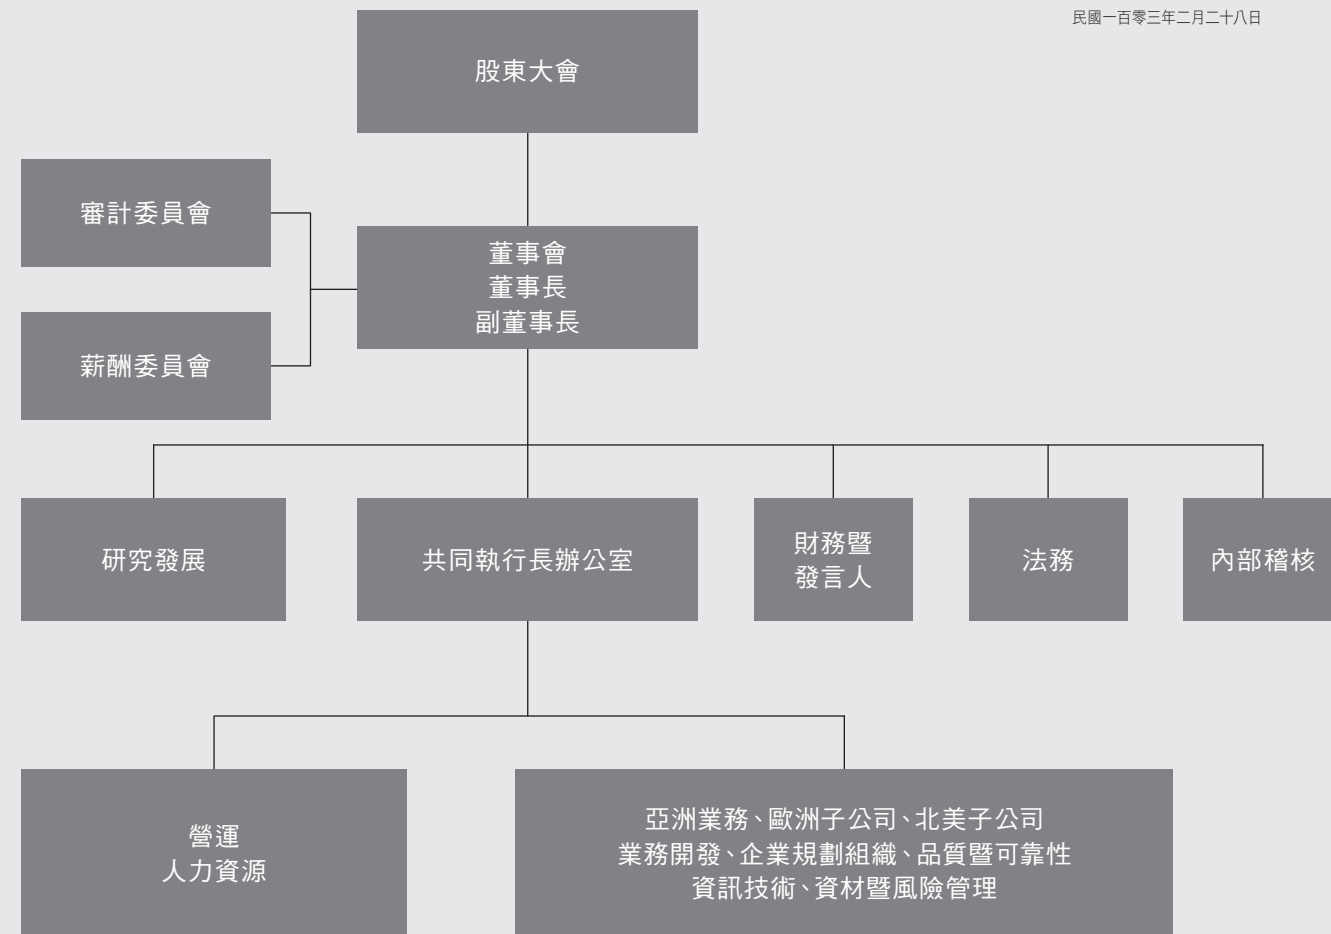 民國一百零三年二月二十八日
股東大會
審計委員會
董事會
董事長
副董事長
薪酬委員會
研究發展
共同執行長辦公室
財務暨
發言人
法務
內部稽核
營運
人力資源
亞洲業務、歐洲子公司、北美子公司
業務開發、企業規劃組織、品質暨可靠性
資訊技術、資材暨風險管理